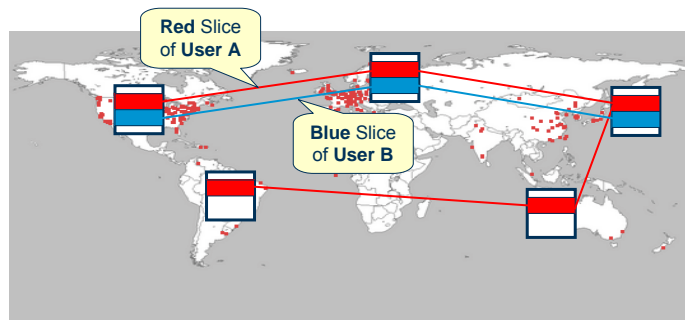 Red Slice
of User A
Blue Slice
of User B